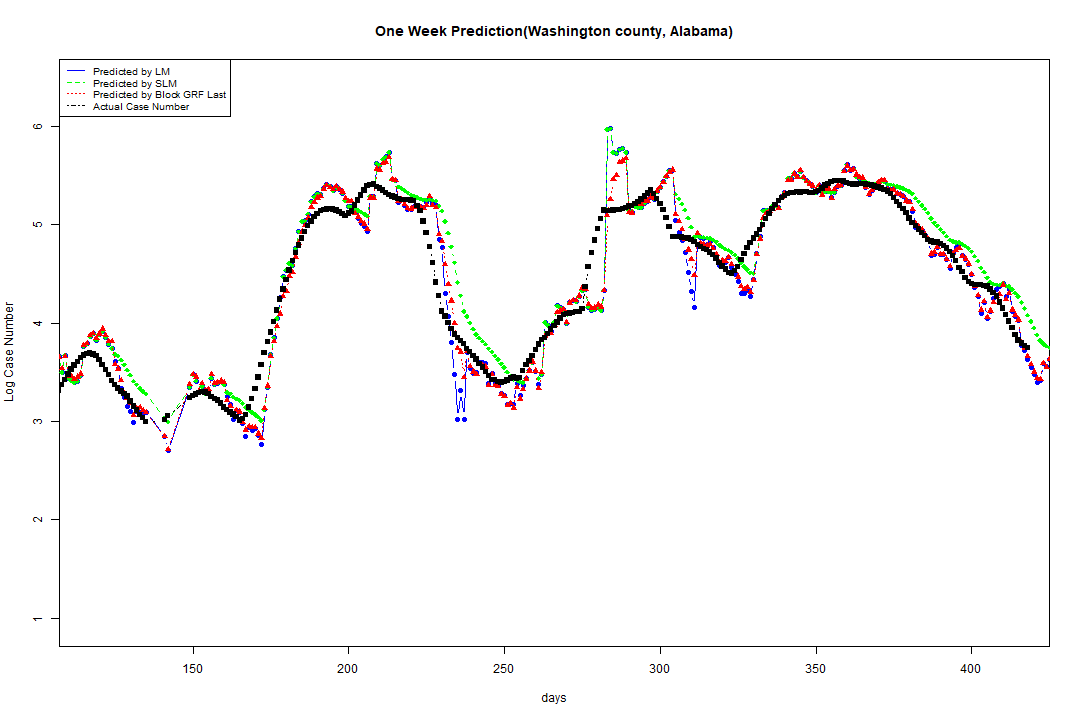 One Week Prediction(Washington county, Alabama)
Predicted by LM
Predicted by SLM
Predicted by Block GRF Last
Actual Case Number
Log Case Number
6
5
4
3
2
1
150 200 250 300 350 400
days